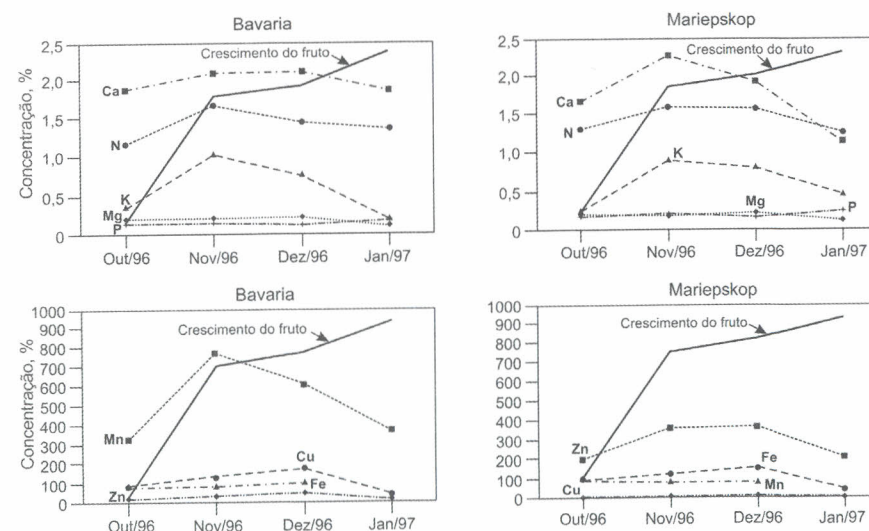 Bavaria
Concentração, %
2,5
2,0
1,5
1,0
0,5
0
Crescimento do fruto
Ca
N
K
Mg
P
Out/96 Nov/96 Dez/96 Jan/97
Mariepskop
2,5
2,0
1,5
1,0
0,5
0
Crescimento do fruto
Ca
N
K
Mg
P
Out/96 Nov/96 Dez/96 Jan/97
Bavaria
Concentração, %
1000
900
800
700
600
500
400
300
200
100
0
Crescimento do fruto
Mn
Cu
Fe
Zn
Out/96 Nov/96 Dez/96 Jan/97
Mariepskop
1000
900
800
700
600
500
400
300
200
100
0
Crescimento do fruto
Zn
Fe
Mn
Cu
Out/96 Nov/96 Dez/96 Jan/97